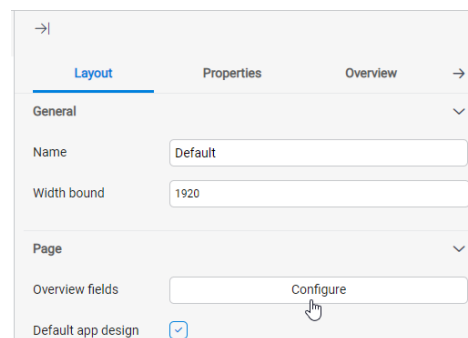 Layout Properties Overview
General
Name Default
Width bound 1920
Page
Overview fields Configure
Default app design